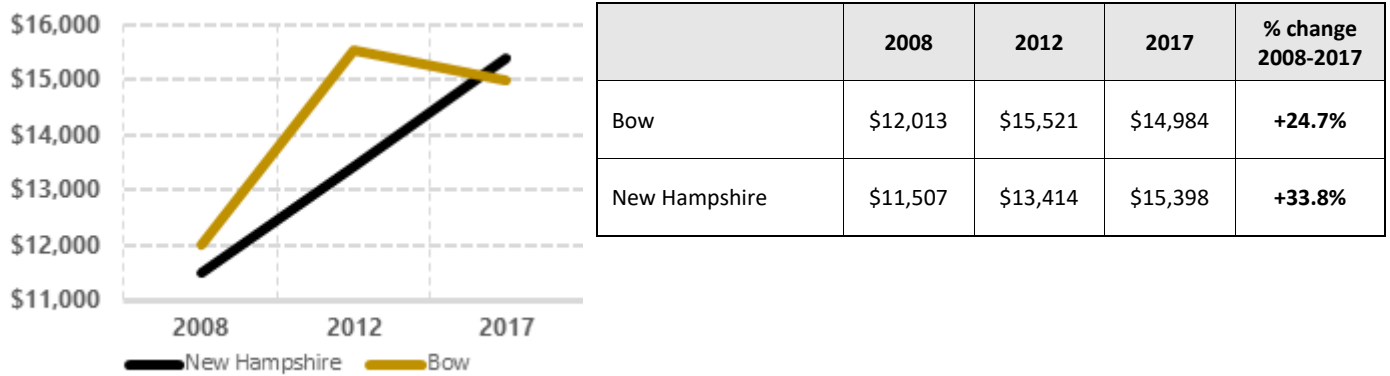 $16,000
$15,000
$14,000
$13,000
$12,000
$11,000
2008 2012 2017
New Hampshire Bow
2008 2012 2017 % change
2008-2017
Bow $12,013 $15,521 $14,984 +24.7%
New Hampshire $11,507 $13,414 $15,398 +33.8%